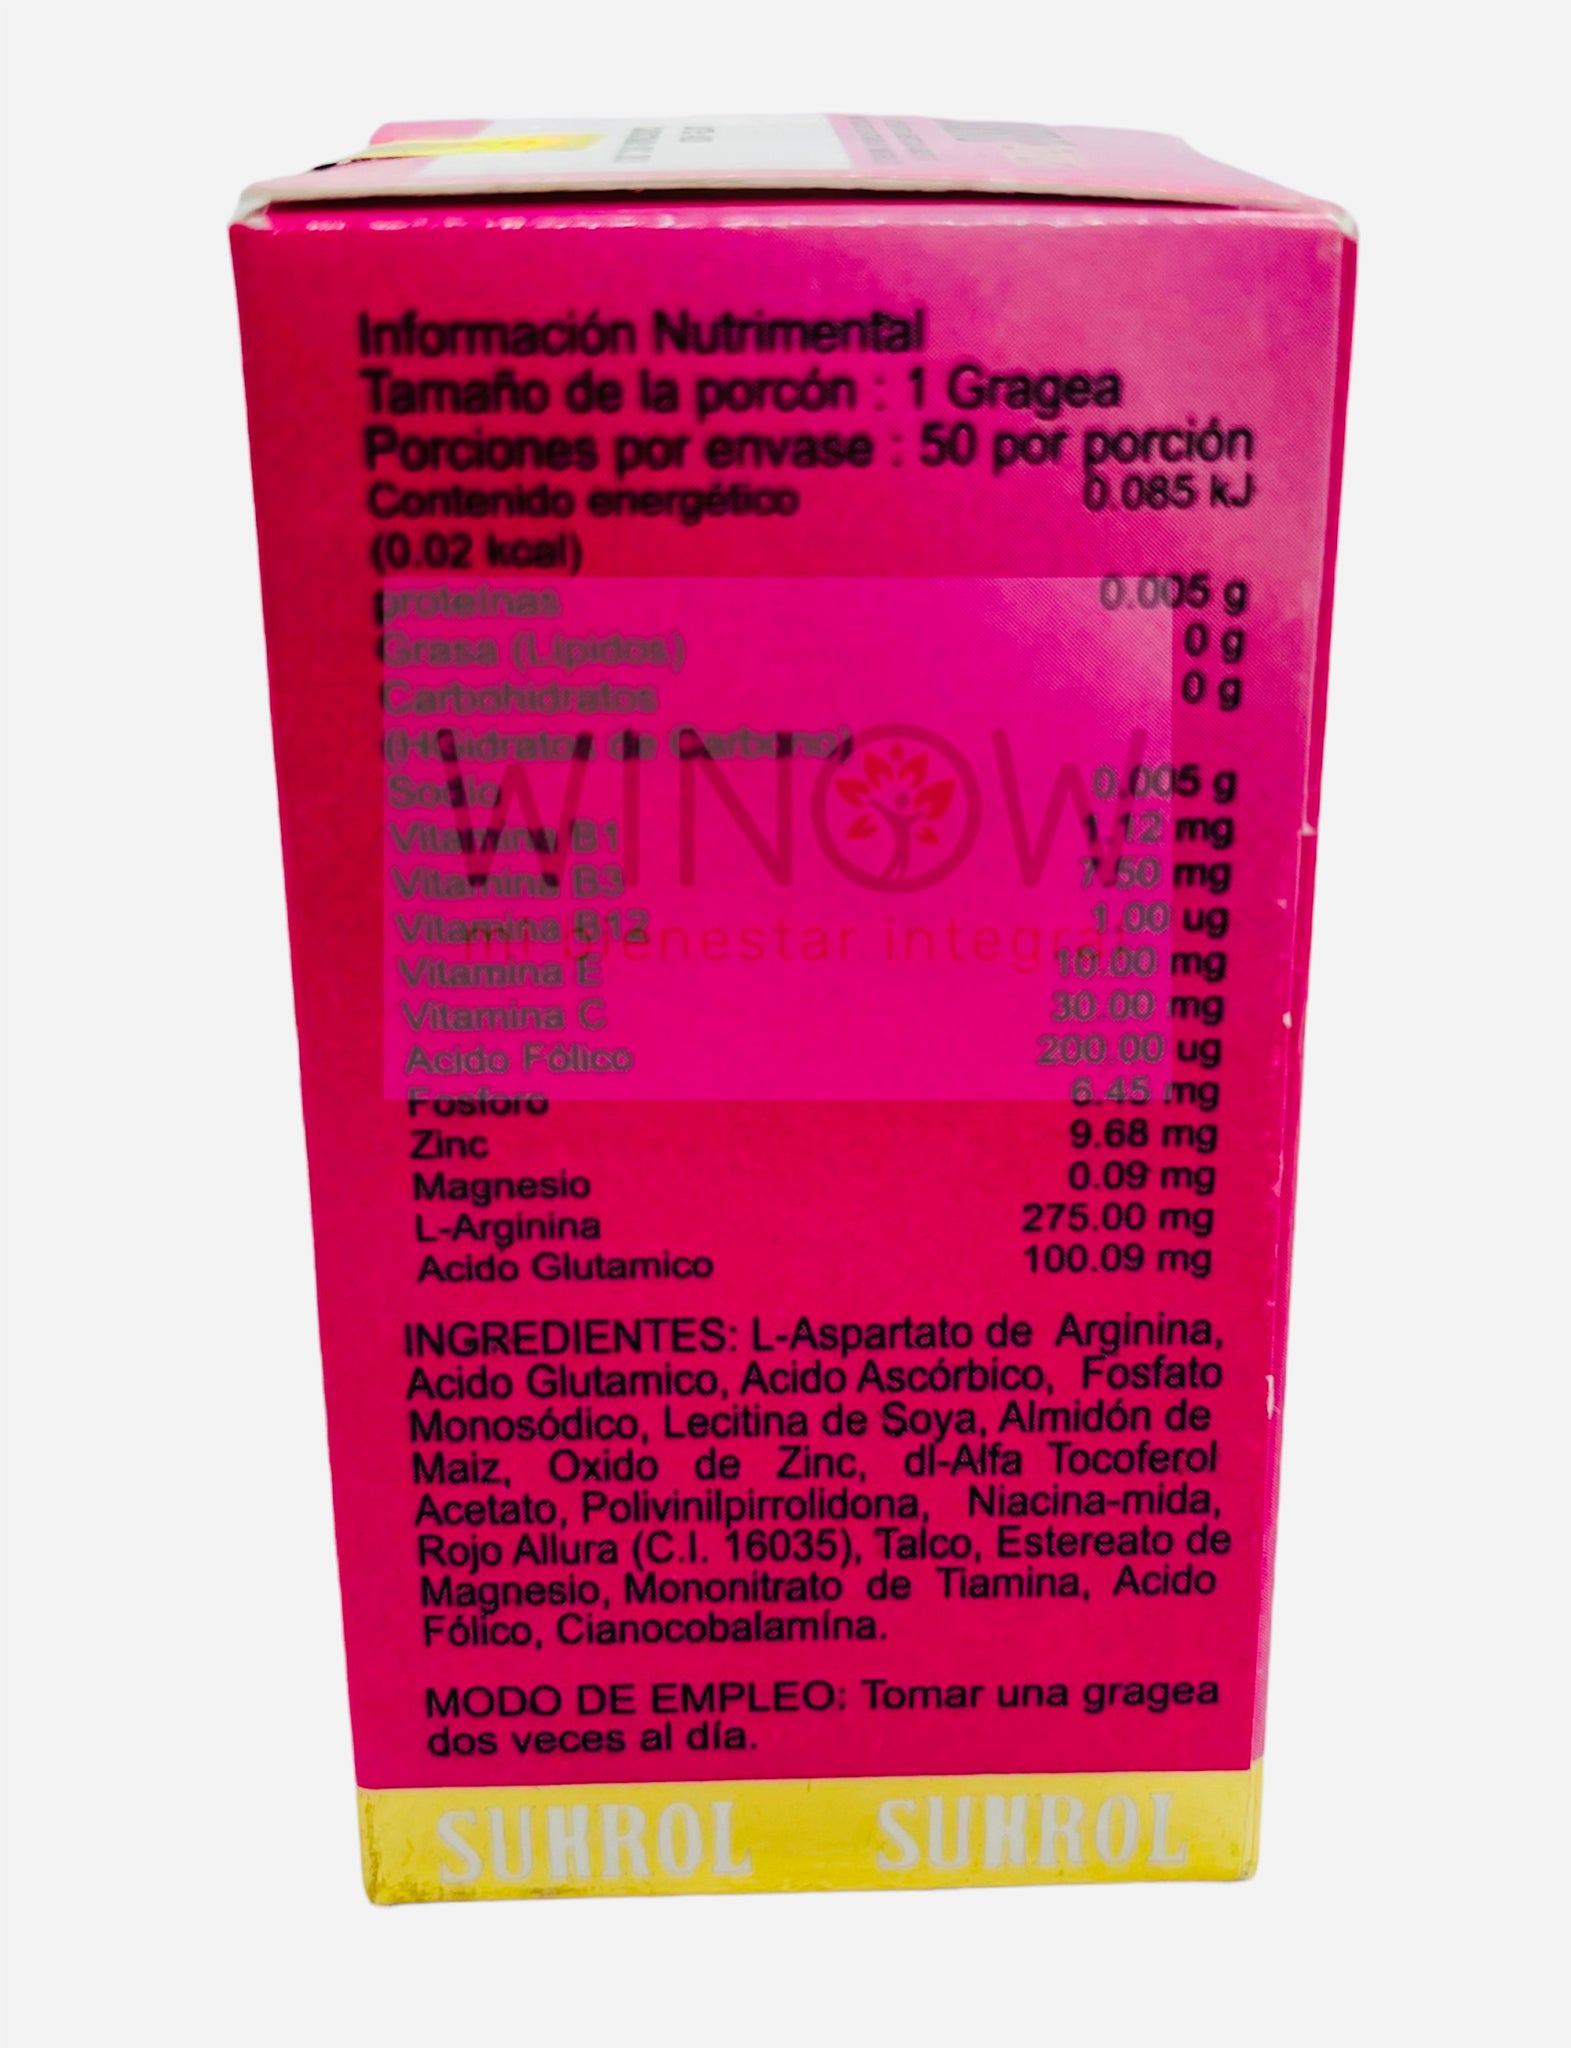 Información Nutrimental
Tamaño de la porcón : 1 Gragea
Porciones por envase : 50 por porción
Contenido energético 0.085 kJ
(0.02 kcal)
proteínas 0.005 g
Grasa (Lípidos) 0 g
Carbohidratos 0 g
(HGidratos de Carbono)
Sodio 0.005 g
Vitamina B1 1.12 mg
Vitamina B3 7.50 mg
Vitamina B12 1.00 ug
Vitamina E 10.00 mg
Vitamina C 30.00 mg
Acido Fólico 200.00 ug
Fosforo 6.45 mg
Zinc 9.68 mg
Magnesio 0.09 mg
L-Arginina 275.00 mg
Acido Glutamico 100.09 mg
WINOW
mi bienestar integral
INGREDIENTES: L-Aspartato de Arginina,
Acido Glutamico, Acido Ascórbico, Fosfato
Monosódico, Lecitina de Soya, Almidón de
Maiz, Oxido de Zinc, dl-Alfa Tocoferol
Acetato, Polivinilpirrolidona, Niacina-mida,
Rojo Allura (C.I. 16035), Talco, Estereato de
Magnesio, Mononitrato de Tiamina, Acido
Fólico, Cianocobalamína.
MODO DE EMPLEO: Tomar una gragea
dos veces al día.
SUKROL SUKROL